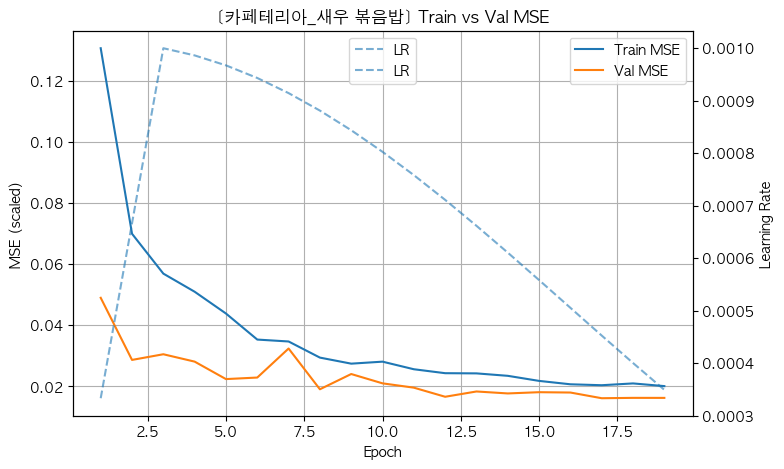 [카페테리아_새우 볶음밥] Train vs Val MSE
LR
LR
Train MSE
Val MSE
MSE (scaled)
0.12
0.10
0.08
0.06
0.04
0.02
0.0010
0.0009
0.0008
0.0007
0.0006
0.0005
0.0004
0.0003
Learning Rate
2.5
5.0
7.5
10.0
12.5
15.0
17.5
Epoch